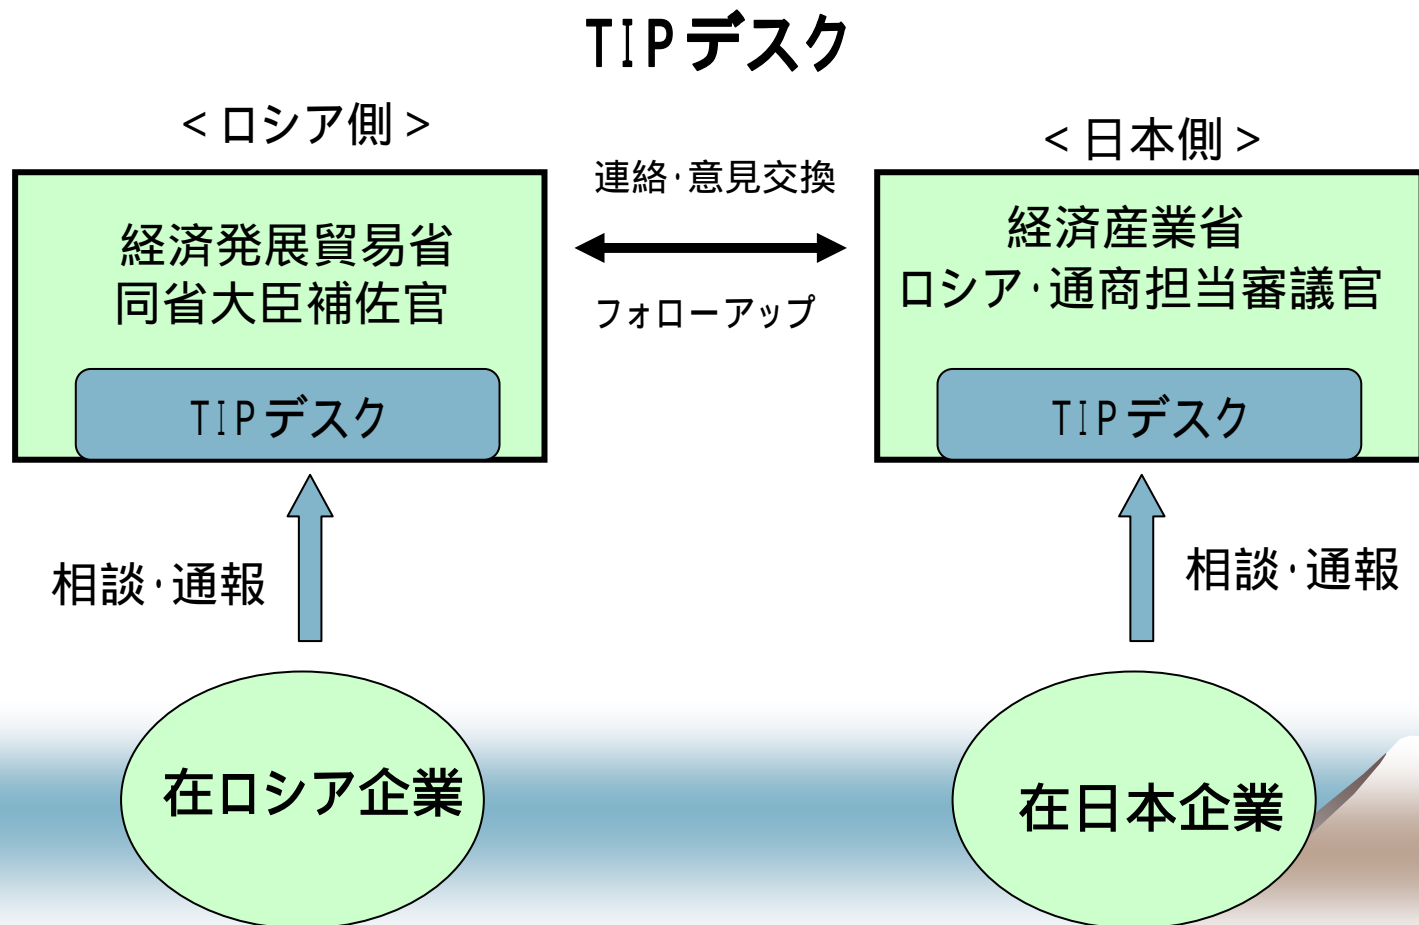 TIPデスク
<ロシア側>
経済発展貿易省
同省大臣補佐官
TIPデスク
連絡・意見交換
フォローアップ
<日本側>
経済産業省
ロシア・通商担当審議官
TIPデスク
相談・通報
相談・通報
在ロシア企業
在日本企業